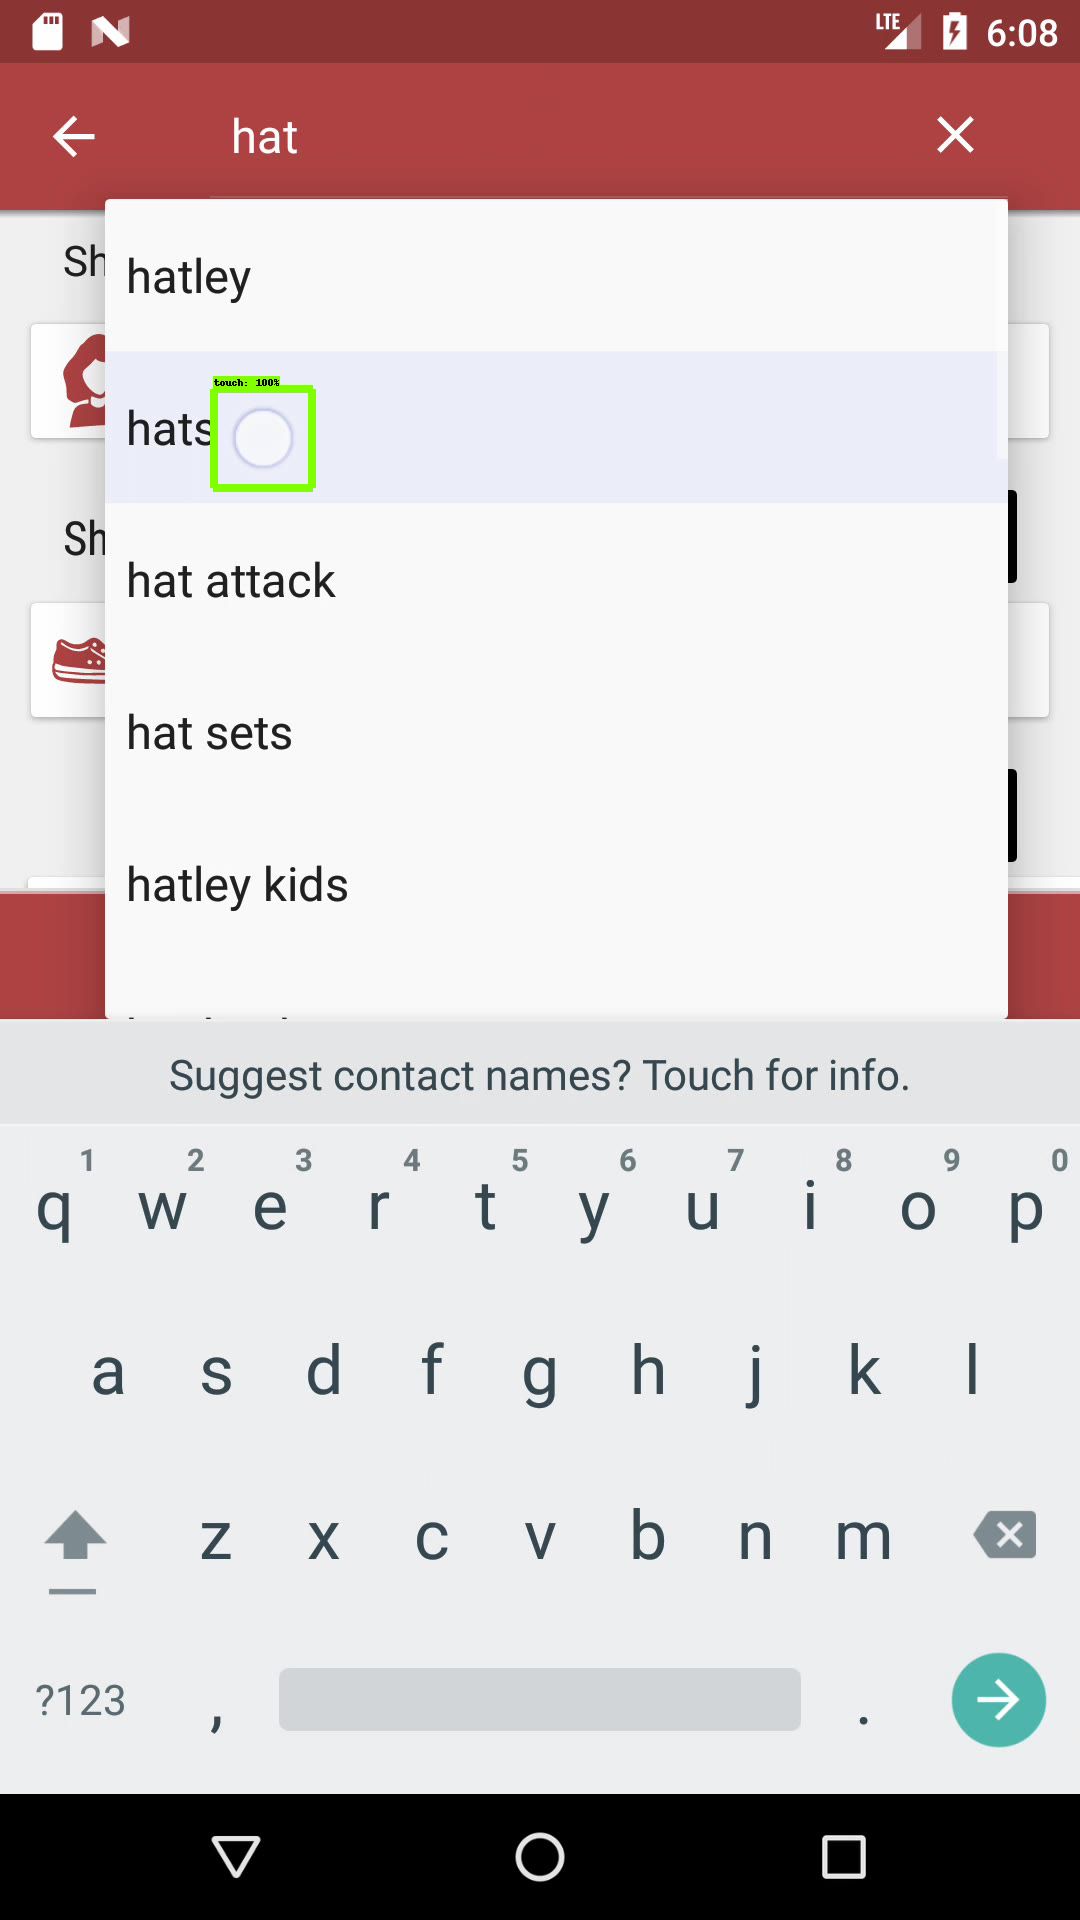 LTE 6:08
hat
Sh
hatley
touch: 100%
hats
Sh
hat attack
hat sets
hatley kids
Suggest contact names? Touch for info.
1 2 3 4 5 6 7 8 9 0
q w e r t y u i o p
a s d f g h j k l
z x c v b n m
?123 , .